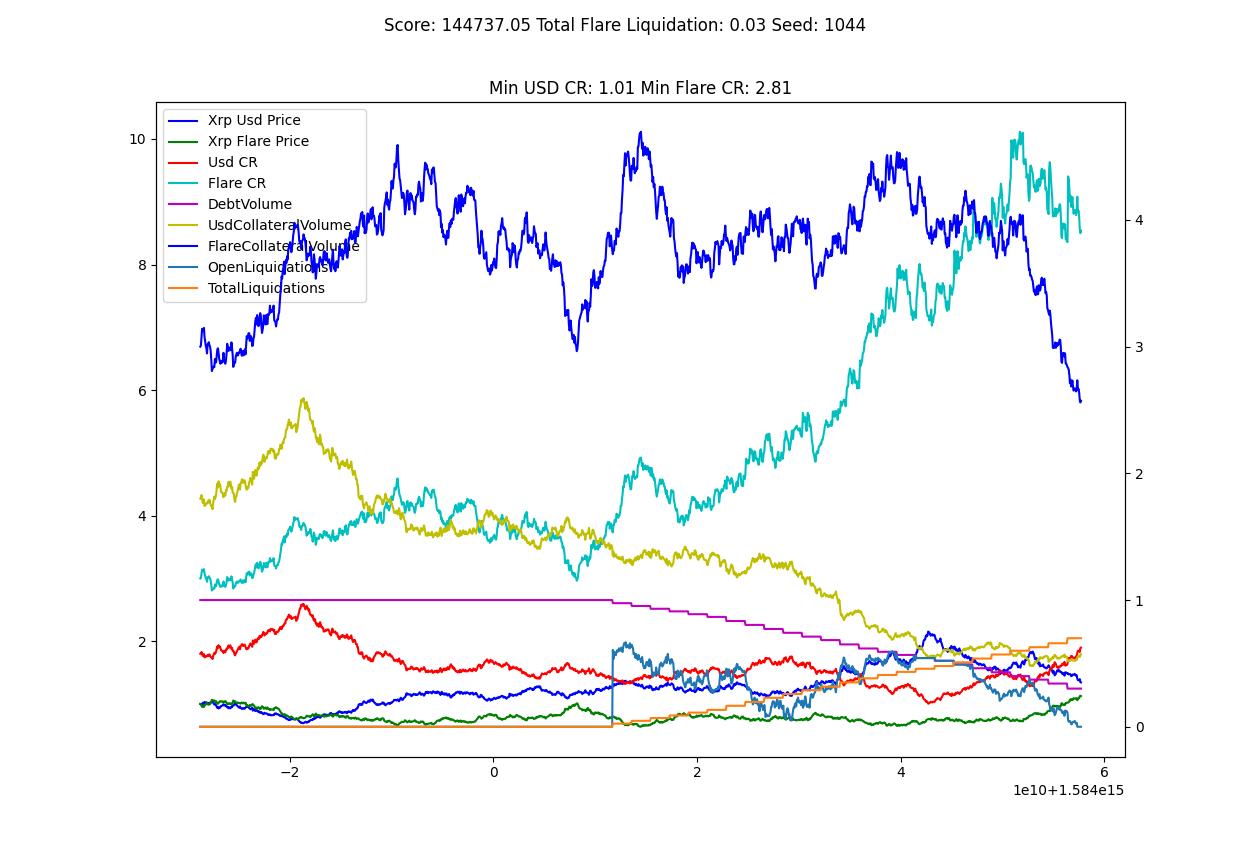 Score: 144737.05 Total Flare Liquidation: 0.03 Seed: 1044
Min USD CR: 1.01 Min Flare CR: 2.81
Xrp Usd Price
Xrp Flare Price
Usd CR
Flare CR
DebtVolume
UsdCollateralVolume
FlareCollateralVolume
OpenLiquidations
TotalLiquidations
10
8
6
4
2
4
3
2
1
0
−2
0
2
4
6
1e10+1.584e15